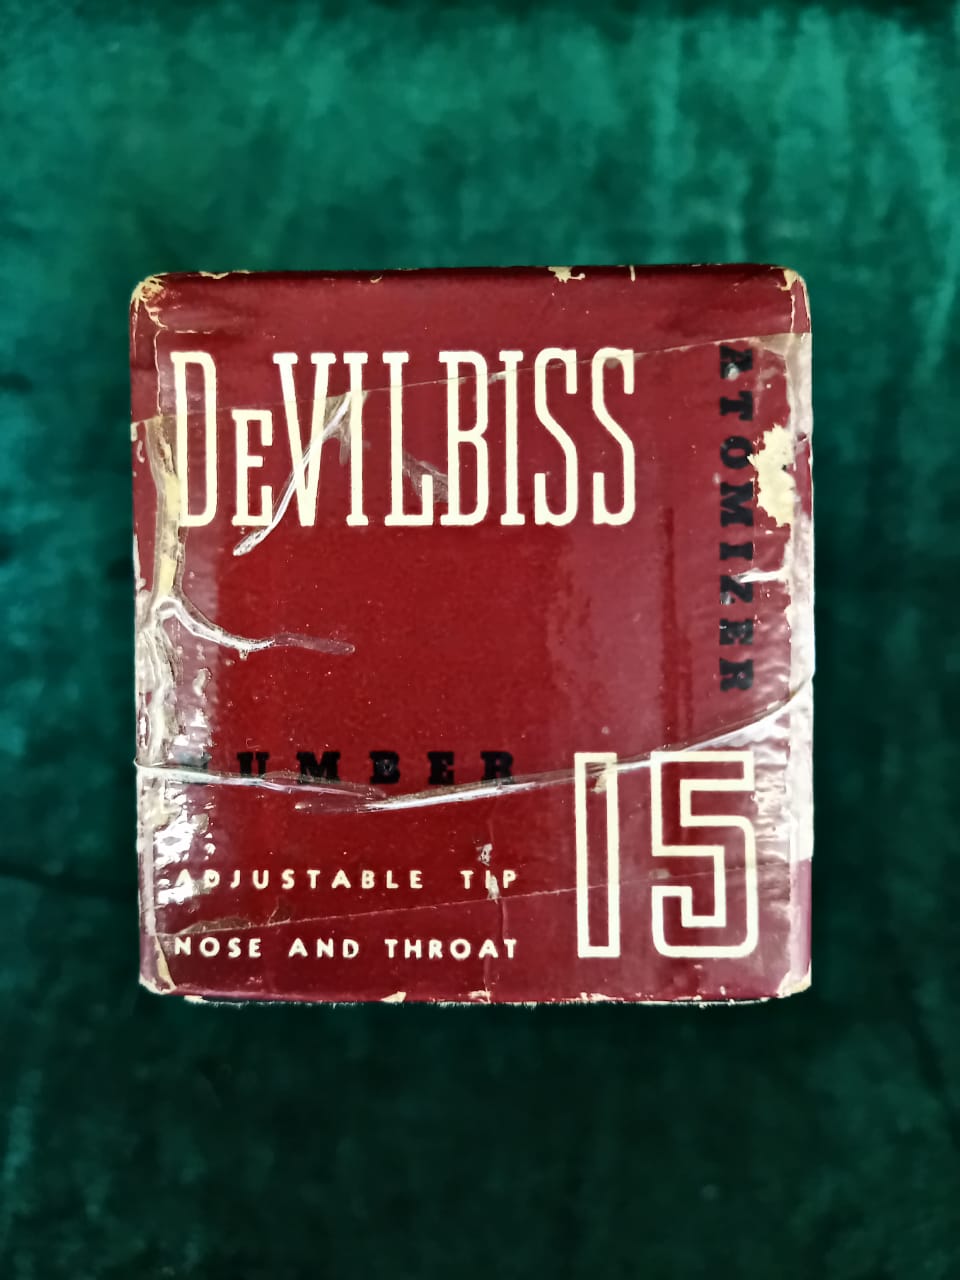 DeVILBISS
ATOMIZER
NUMBER 15
ADJUSTABLE TIP
NOSE AND THROAT